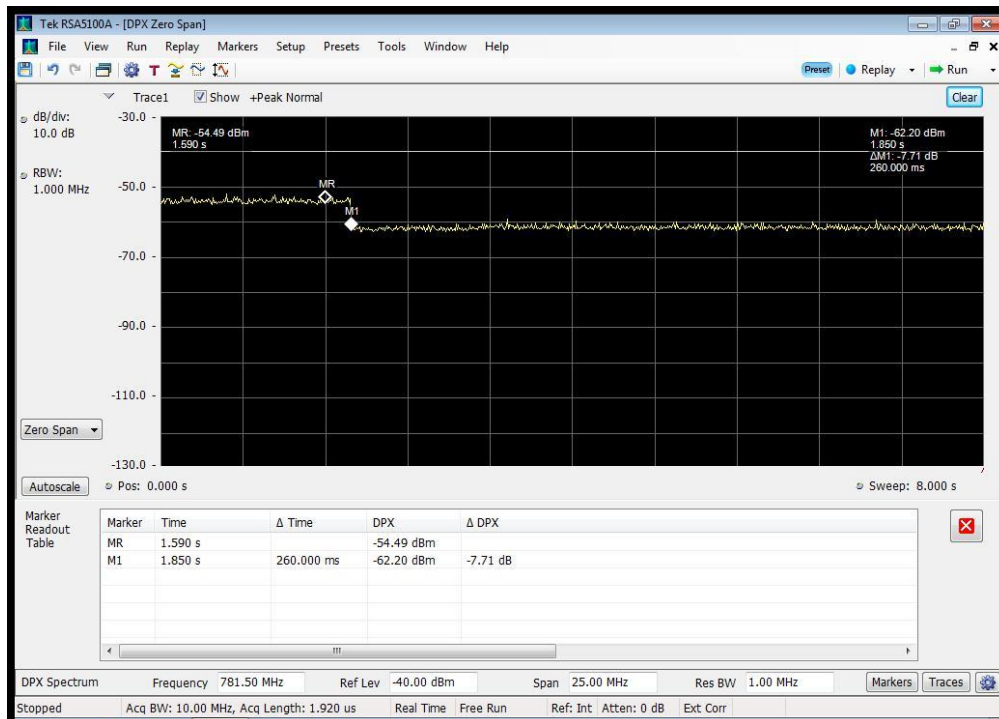 Tek RSA5100A - [DPX Zero Span]
File View Run Replay Markers Setup Presets Tools Window Help
T Preset Replay Run
Trace1 Show +Peak Normal Clear
dB/div:
10.0 dB
RBW:
1.000 MHz
-30.0 -
-50.0 -
-70.0 -
-90.0 -
-110.0 -
-130.0 -
MR: -54.49 dBm
1.590 s
M1: -62.20 dBm
1.850 s
ΔM1: -7.71 dB
260.000 ms
MR
M1
Zero Span
Autoscale Pos: 0.000 s Sweep: 8.000 s
Marker
Readout
Table
Marker Time Δ Time DPX Δ DPX
MR 1.590 s -54.49 dBm
M1 1.850 s 260.000 ms -62.20 dBm -7.71 dB
DPX Spectrum Frequency 781.50 MHz Ref Lev -40.00 dBm Span 25.00 MHz Res BW 1.00 MHz Markers Traces
Stopped Acq BW: 10.00 MHz, Acq Length: 1.920 us Real Time Free Run Ref: Int Atten: 0 dB Ext Corr